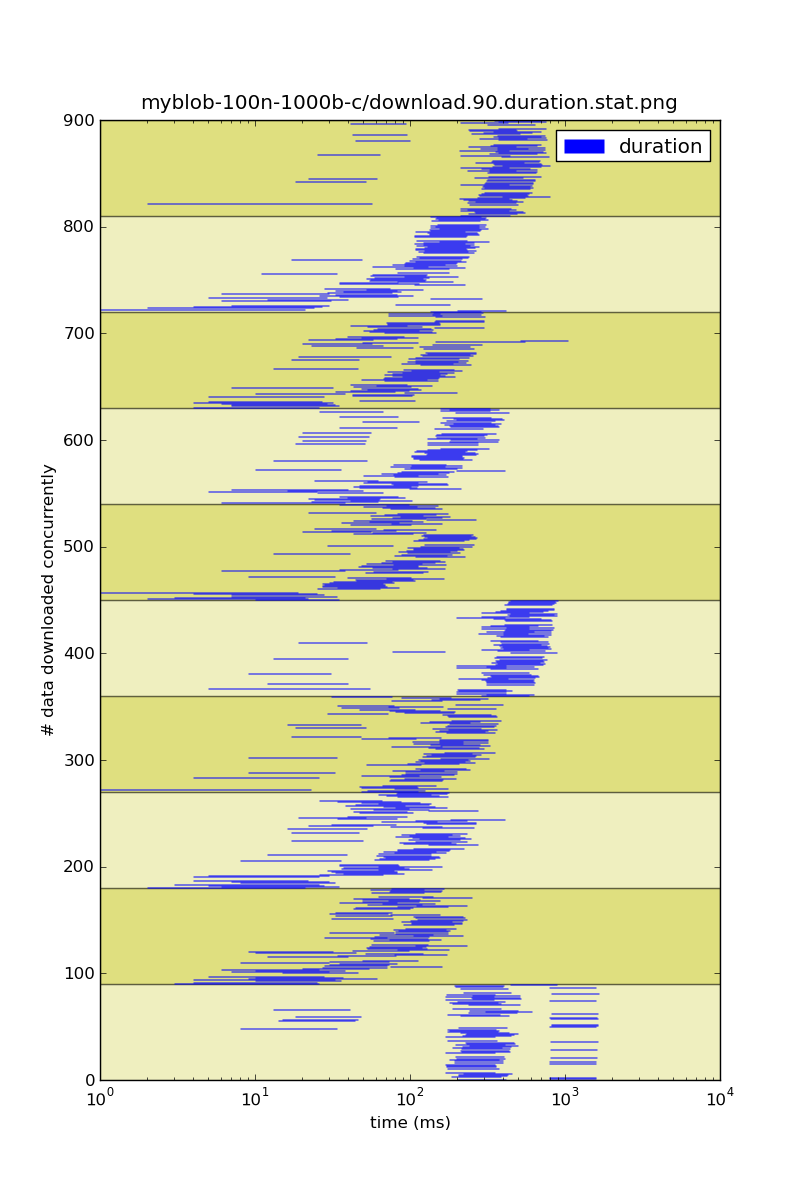 myblob-100n-1000b-c/download.90.duration.stat.png
duration
900
800
700
600
500
400
300
200
100
0
# data downloaded concurrently
10^0 10^1 10^2 10^3 10^4
time (ms)